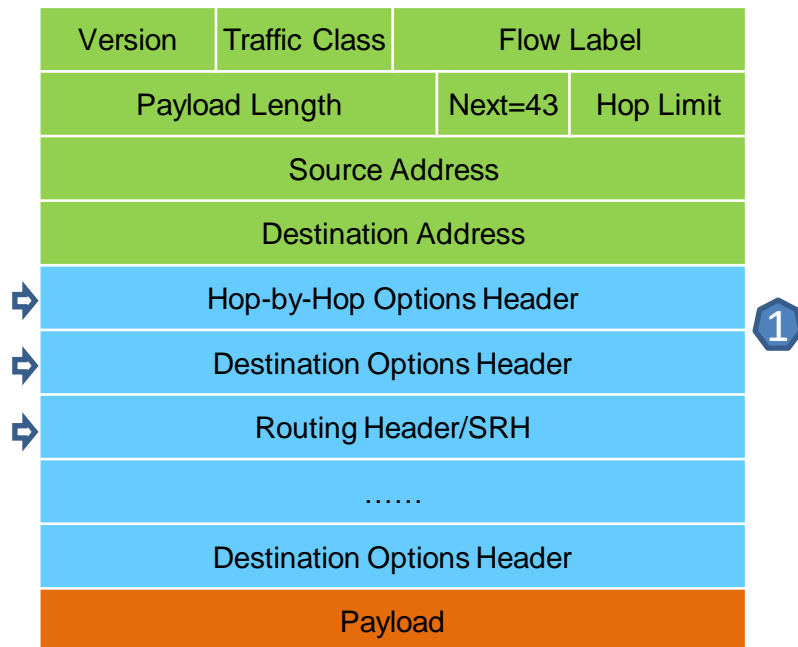 Version Traffic Class Flow Label
Payload Length Next=43 Hop Limit
Source Address
Destination Address
Hop-by-Hop Options Header
1
Destination Options Header
Routing Header/SRH
......
Destination Options Header
Payload